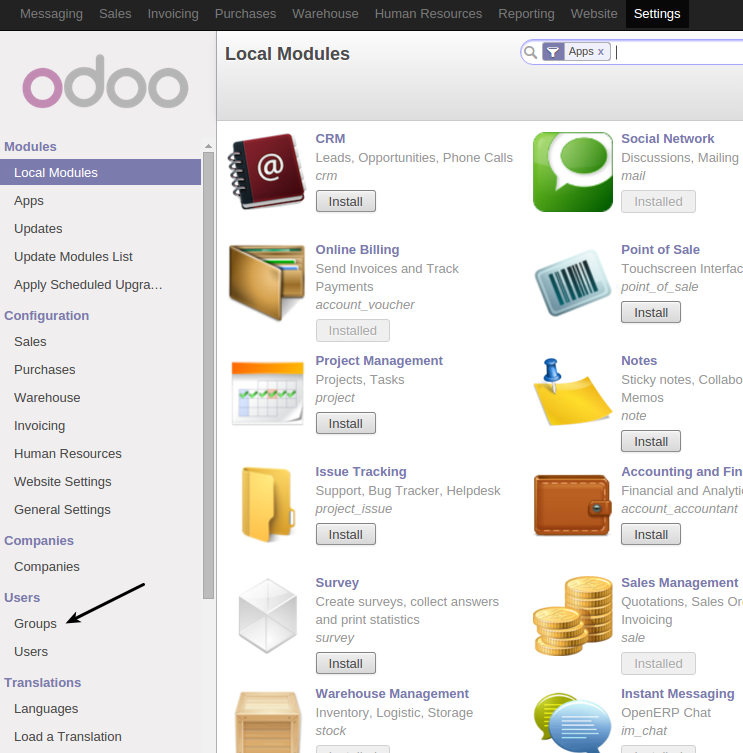 Messaging Sales Invoicing Purchases Warehouse Human Resources Reporting Website Settings
odoo
Modules
Local Modules
Apps
Updates
Update Modules List
Apply Scheduled Upgra…
Configuration
Sales
Purchases
Warehouse
Invoicing
Human Resources
Website Settings
General Settings
Companies
Companies
Users
Groups
Users
Translations
Languages
Load a Translation
Local Modules
Apps x
@
CRM
Leads, Opportunities, Phone Calls
crm
Install
Social Network
Discussions, Mailing
mail
Installed
Online Billing
Send Invoices and Track
Payments
account_voucher
Installed
Point of Sale
Touchscreen Interfac
point_of_sale
Install
Project Management
Projects, Tasks
project
Install
Notes
Sticky notes, Collabo
Memos
note
Install
Issue Tracking
Support, Bug Tracker, Helpdesk
project_issue
Install
Accounting and Fin
Financial and Analytic
account_accountant
Install
Survey
Create surveys, collect answers
and print statistics
survey
Install
Sales Management
Quotations, Sales Or
Invoicing
sale
Installed
Warehouse Management
Inventory, Logistic, Storage
stock
Installed
Instant Messaging
OpenERP Chat
im_chat
Installed